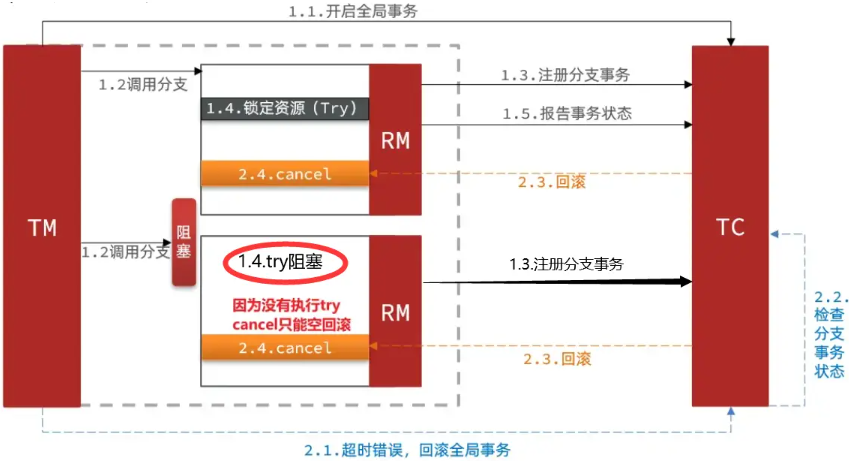 1.1.开启全局事务
TM
1.2调用分支
1.4.锁定资源（Try）
2.4.cancel
RM
1.3.注册分支事务
1.5.报告事务状态
2.3.回滚
TC
阻
塞
1.2调用分支
1.4.try阻塞
因为没有执行try
cancel只能空回滚
2.4.cancel
RM
1.3.注册分支事务
2.3.回滚
2.2.
检查
分支
事务
状态
2.1.超时错误，回滚全局事务